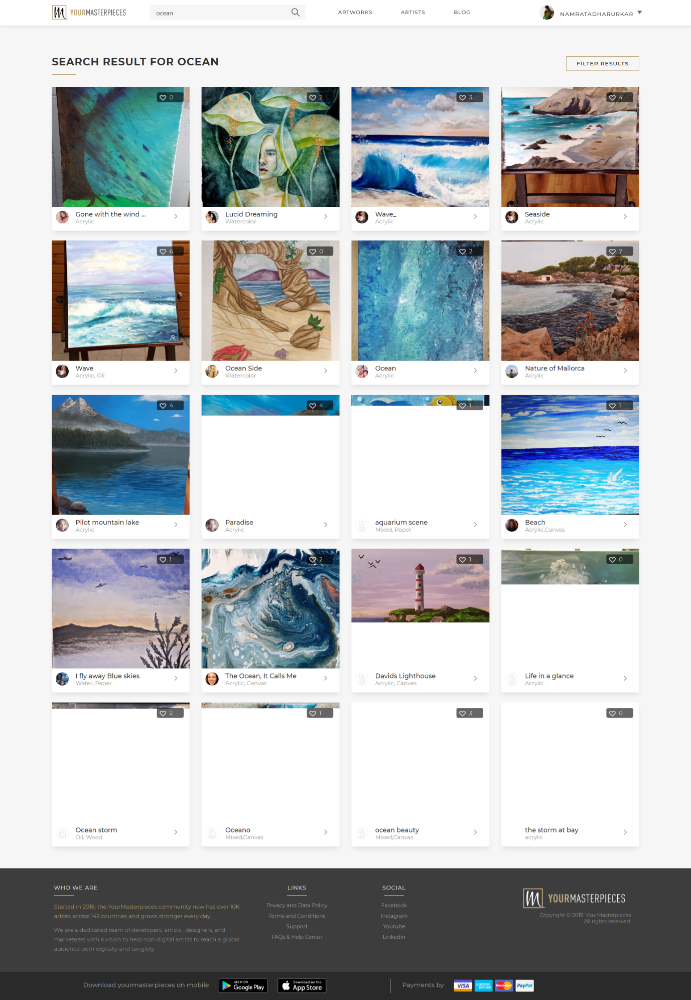 M YOURMASTERPIECES
ocean
ARTWORKS
ARTISTS
BLOG
NAMRATADHARURKAR
SEARCH RESULT FOR OCEAN
FILTER RESULTS
0
2
3
4
Gone with the wind ...
Acrylic
Lucid Dreaming
Watercolor
Wave_
Acrylic
Seaside
Acrylic
6
0
2
7
Wave
Acrylic, Oil
Ocean Side
Watercolor
Ocean
Acrylic
Nature of Mallorca
Acrylic
4
4
1
1
Pilot mountain lake
Acrylic
Paradise
Acrylic
aquarium scene
Mixed, Paper
Beach
Acrylic,Canvas
1
2
1
0
I fly away Blue skies
Water, Paper
The Ocean, It Calls Me
Acrylic, Canvas
Davids Lighthouse
Acrylic, Canvas
Life in a glance
Acrylic
2
1
3
0
Ocean storm
Oil, Wood
Oceano
Mixed,Canvas
ocean beauty
Mixed,Canvas
the storm at bay
acrylic
WHO WE ARE
Started in 2016, the YourMasterpieces community now has over 10K
artists across 142 countries and grows stronger every day.
We are a dedicated team of developers, artists , designers, and
marketeers with a vision to help non-digital artists to reach a global
audience both digitally and tangibly.
LINKS
Privacy and Data Policy
Terms and Conditions
Support
FAQs & Help Center
SOCIAL
Facebook
Instagram
Youtube
Linkedin
M YOURMASTERPIECES
Copyright © 2019. YourMasterpieces
All rights reserved.
Download yourmasterpieces on mobile
GET IT ON
Google Play
Download on the
App Store
Payments by
VISA
MasterCard
PayPal